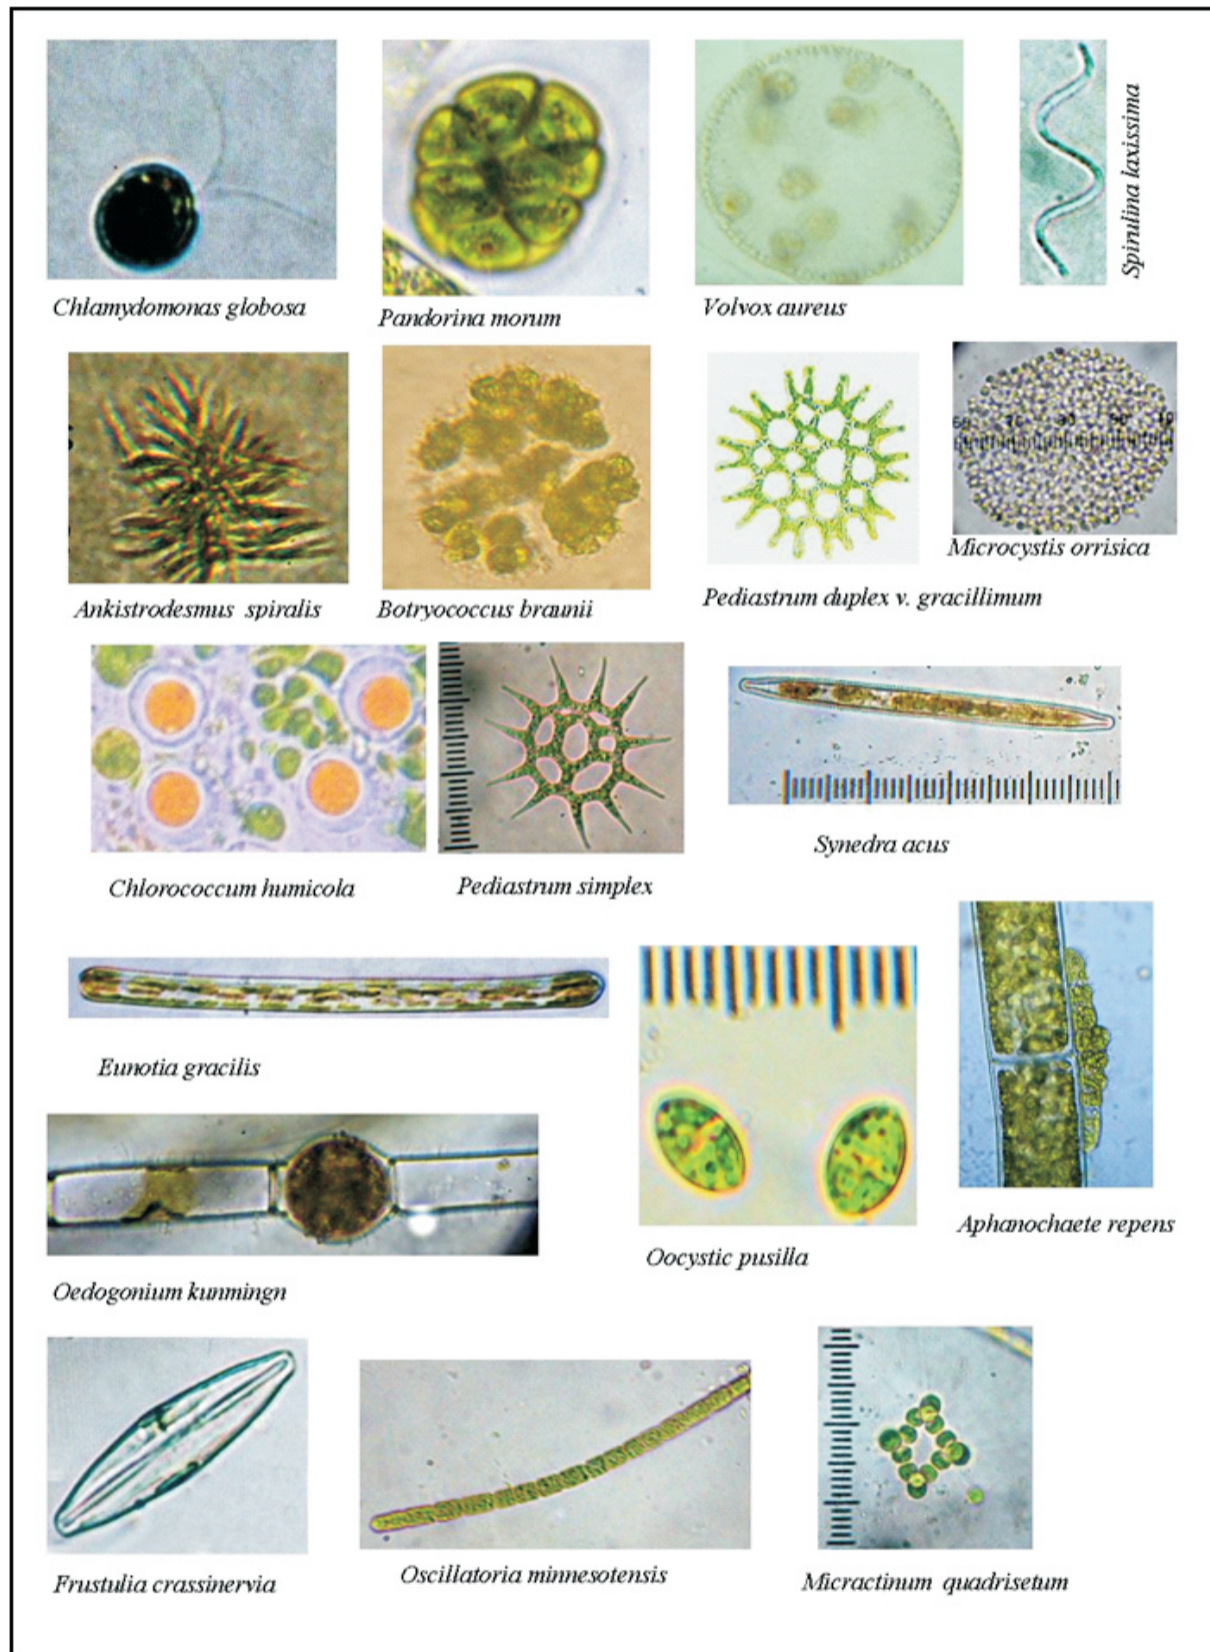 Chlamydomonas globosa
Pandorina morum
Volvox aureus
Spirulina laxissima
Ankistrodesmus spiralis
Botryococcus braunii
Pediastrum duplex v. gracillimum
Microcystis orrisica
Chlorococcum humicola
Pediastrum simplex
Synedra acus
Eunotia gracilis
Oocystic pusilla
Aphanochaete repens
Oedogonium kunmingn
Frustulia crassinervia
Oscillatoria minnesotensis
Micractinum quadrisetum